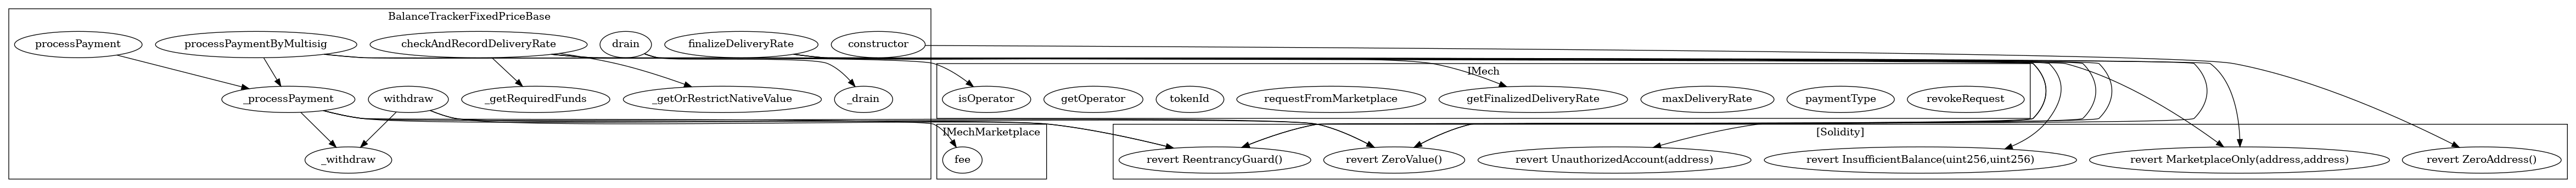 BalanceTrackerFixedPriceBase
processPayment
processPaymentByMultisig
checkAndRecordDeliveryRate
drain
finalizeDeliveryRate
constructor
IMech
_processPayment
withdraw
_getRequiredFunds
_getOrRestrictNativeValue
_drain
isOperator
getOperator
tokenId
requestFromMarketplace
getFinalizedDeliveryRate
maxDeliveryRate
paymentType
revokeRequest
IMechMarketplace
[Solidity]
_withdraw
fee
revert ReentrancyGuard()
revert ZeroValue()
revert UnauthorizedAccount(address)
revert InsufficientBalance(uint256,uint256)
revert MarketplaceOnly(address,address)
revert ZeroAddress()